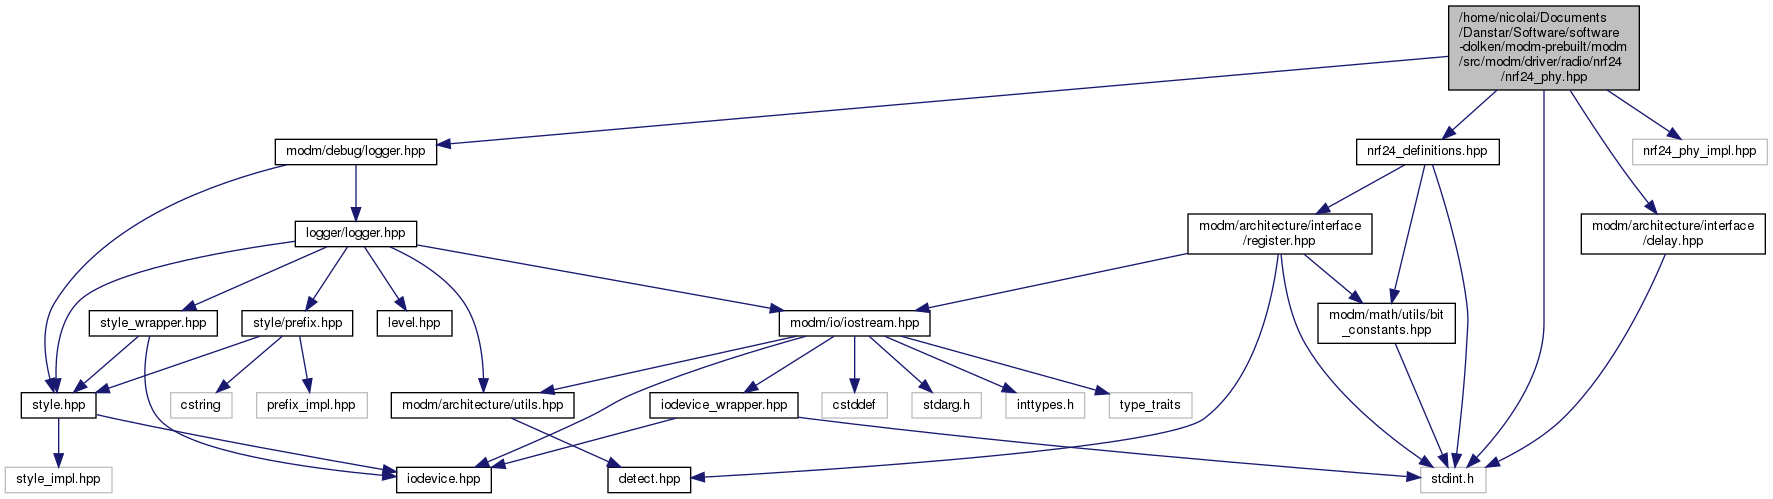 /home/nicolai/Documents
/Danstar/Software/software
-dolken/modm-prebuilt/modm
/src/modm/driver/radio/nrf24
/nrf24_phy.hpp
modm/debug/logger.hpp
nrf24_definitions.hpp
nrf24_phy_impl.hpp
logger/logger.hpp
modm/architecture/interface
/register.hpp
modm/architecture/interface
/delay.hpp
style_wrapper.hpp
style/prefix.hpp
level.hpp
modm/io/iostream.hpp
modm/math/utils/bit
_constants.hpp
style.hpp
cstring
prefix_impl.hpp
modm/architecture/utils.hpp
iodevice_wrapper.hpp
cstddef
stdarg.h
inttypes.h
type_traits
style_impl.hpp
iodevice.hpp
detect.hpp
stdint.h